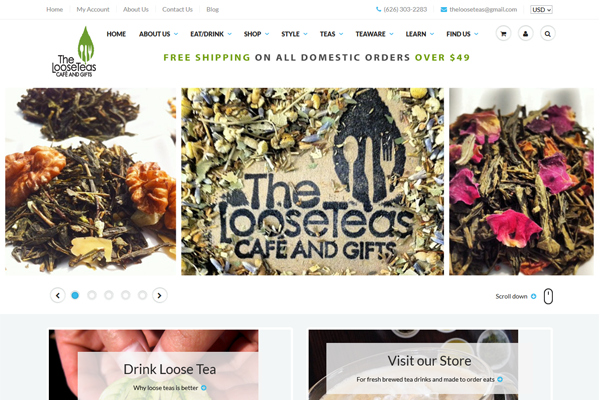 Home My Account About Us Contact Us Blog (626) 303-2283 thelooseteas@gmail.com USD
The LooseTeas CAFÉ AND GIFTS
HOME ABOUT US EAT/DRINK SHOP STYLE TEAS TEAWARE LEARN FIND US
FREE SHIPPING ON ALL DOMESTIC ORDERS OVER $49
The
LooseTeas
CAFÉ AND GIFTS
Scroll down
Drink Loose Tea
Why loose teas is better
Visit our Store
For fresh brewed tea drinks and made to order eats